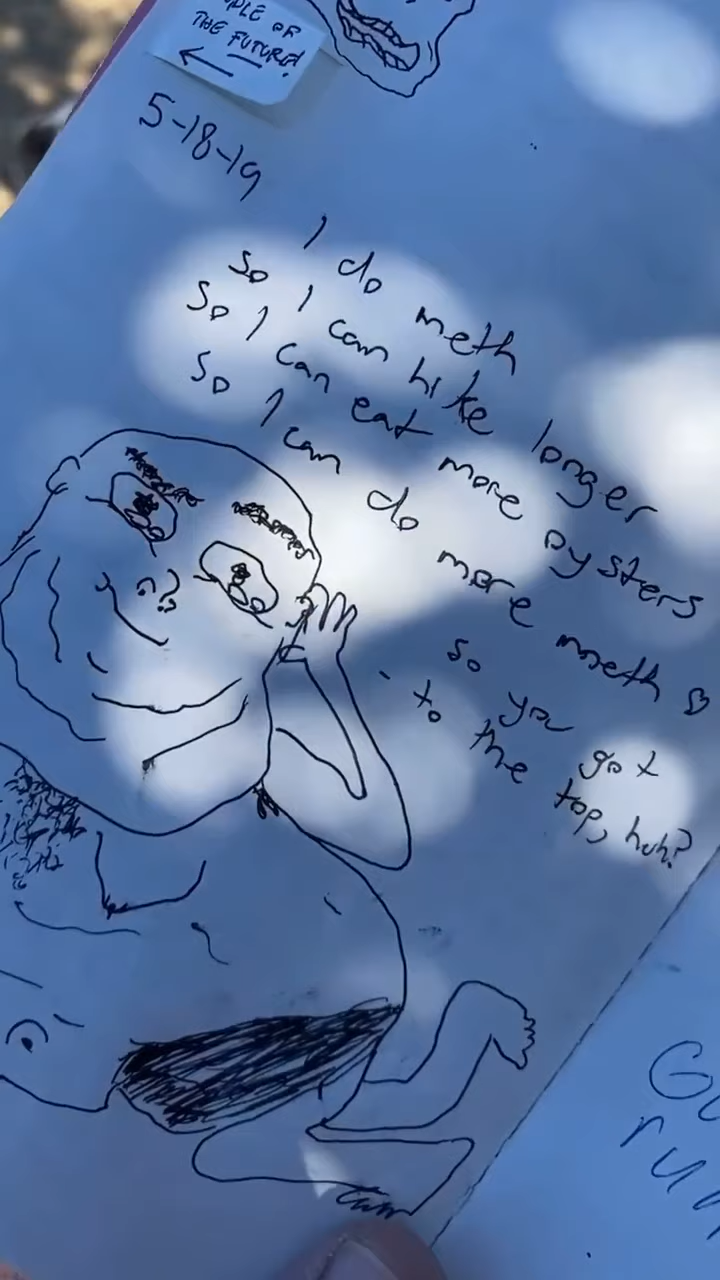 OF
THE FUTURE!
5-18-19
I do meth
so I can hike longer
so I can eat more oysters
so I can do more meth
so you got
to the top, huh?